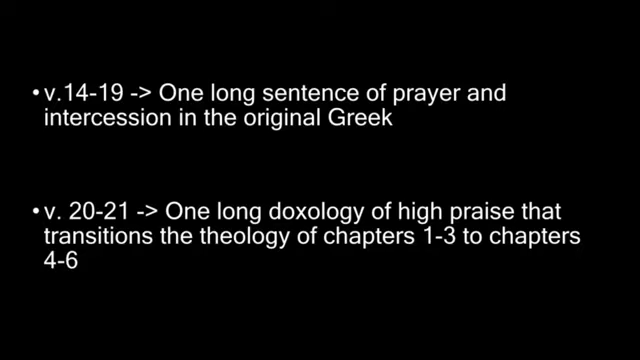 • v.14-19 -> One long sentence of prayer and
intercession in the original Greek
• v. 20-21 -> One long doxology of high praise that
transitions the theology of chapters 1-3 to chapters
4-6